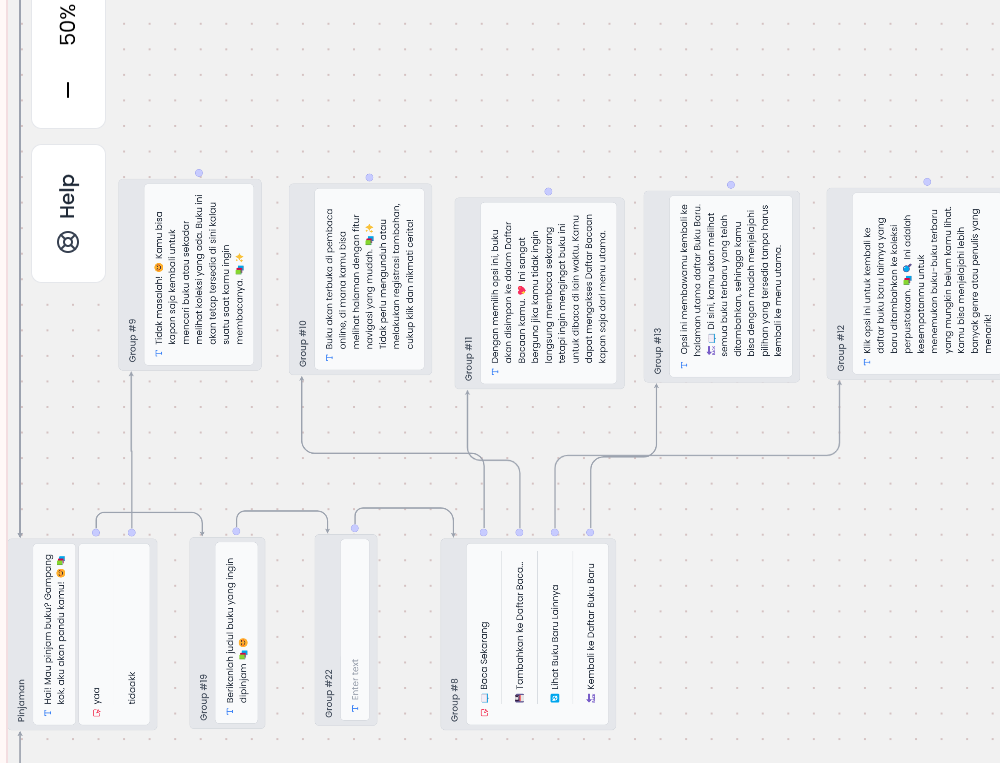 50%
Help
Pinjaman
Hai! Mau pinjam buku? Gampang
kok, aku akan pandu kamu! 😊 📚
yaa
tidaakk
Group #19
Berikanlah judul buku yang ingin
dipinjam 📚 😊
Group #22
Enter text
Group #8
📖 Baca Sekarang
💾 Tambahkan ke Daftar Baca...
🔄 Lihat Buku Baru Lainnya
🔙 Kembali ke Daftar Buku Baru
Group #9
Tidak masalah! 😊 Kamu bisa
kapan saja kembali untuk
mencari buku atau sekadar
melihat koleksi yang ada. Buku ini
akan tetap tersedia di sini kalau
suatu saat kamu ingin
membacanya. 📚✨
Group #10
Buku akan terbuka di pembaca
online, di mana kamu bisa
melihat halaman dengan fitur
navigasi yang mudah. 📚✨
Tidak perlu mengunduh atau
melakukan registrasi tambahan,
cukup klik dan nikmati cerita!
Group #11
Dengan memilih opsi ini, buku
akan disimpan ke dalam Daftar
Bacaan kamu. ❤️ Ini sangat
berguna jika kamu tidak ingin
langsung membaca sekarang
tetapi ingin mengingat buku ini
untuk dibaca di lain waktu. Kamu
dapat mengakses Daftar Bacaan
kapan saja dari menu utama.
Group #13
Opsi ini membawamu kembali ke
halaman utama daftar Buku Baru.
🔙📖 Di sini, kamu akan melihat
semua buku terbaru yang telah
ditambahkan, sehingga kamu
bisa dengan mudah menjelajahi
pilihan yang tersedia tanpa harus
kembali ke menu utama.
Group #12
Klik opsi ini untuk kembali ke
daftar buku baru lainnya yang
baru ditambahkan ke koleksi
perpustakaan. 📚🔍 Ini adalah
kesempatanmu untuk
menemukan buku-buku terbaru
yang mungkin belum kamu lihat.
Kamu bisa menjelajahi lebih
banyak genre atau penulis yang
menarik!